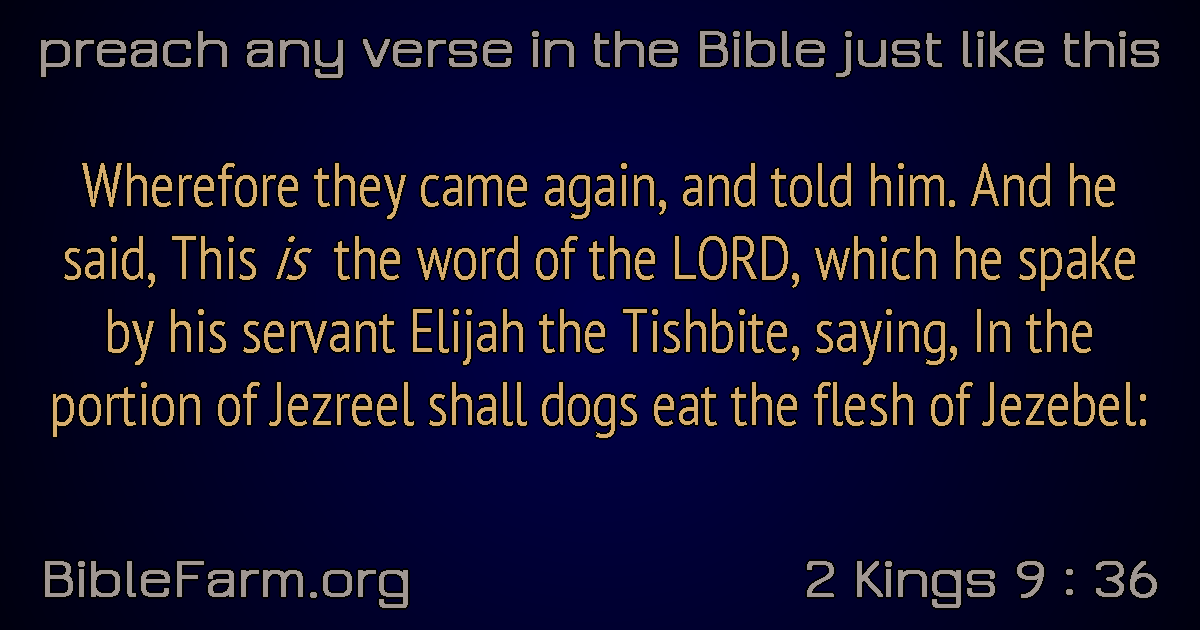 preach any verse in the Bible just like this
Wherefore they came again, and told him. And he
said, This is the word of the LORD, which he spake
by his servant Elijah the Tishbite, saying, In the
portion of Jezreel shall dogs eat the flesh of Jezebel:
BibleFarm.org
2 Kings 9 : 36